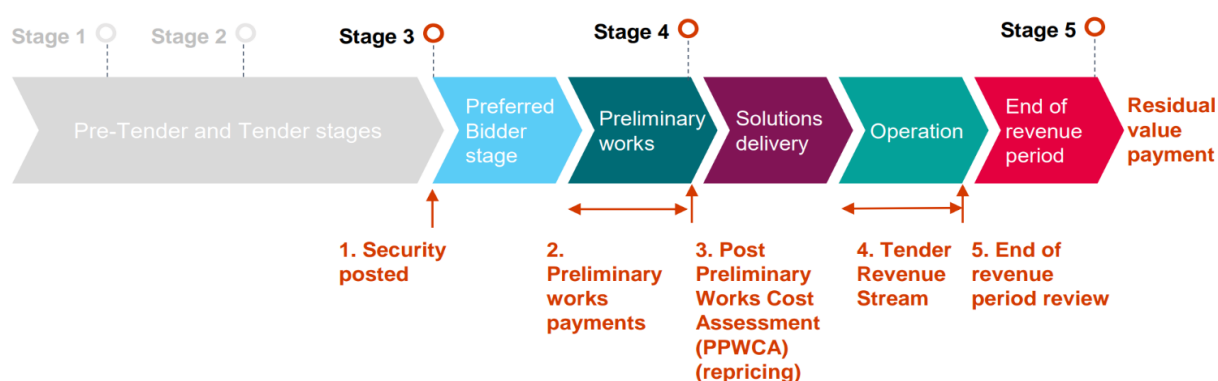 Stage 1
Stage 2
Stage 3
Stage 4
Stage 5
Pre-Tender and Tender stages
Preferred
Bidder
stage
Preliminary
works
Solutions
delivery
Operation
End of
revenue
period
Residual
value
payment
1. Security
posted
2.
Preliminary
works
payments
3. Post
Preliminary
Works Cost
Assessment
(PPWCA)
(repricing)
4. Tender
Revenue
Stream
5. End of
revenue
period review